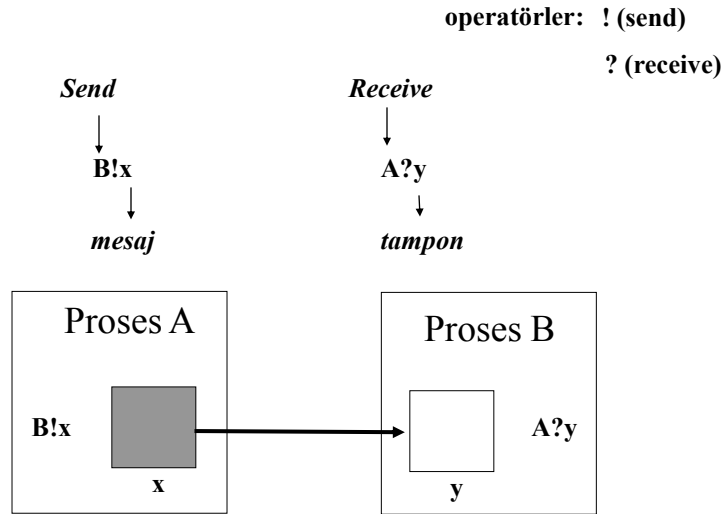 operatörler: ! (send)
? (receive)
Send
Receive
B!x
A?y
mesaj
tampon
Proses A
Proses B
B!x
A?y
x
y